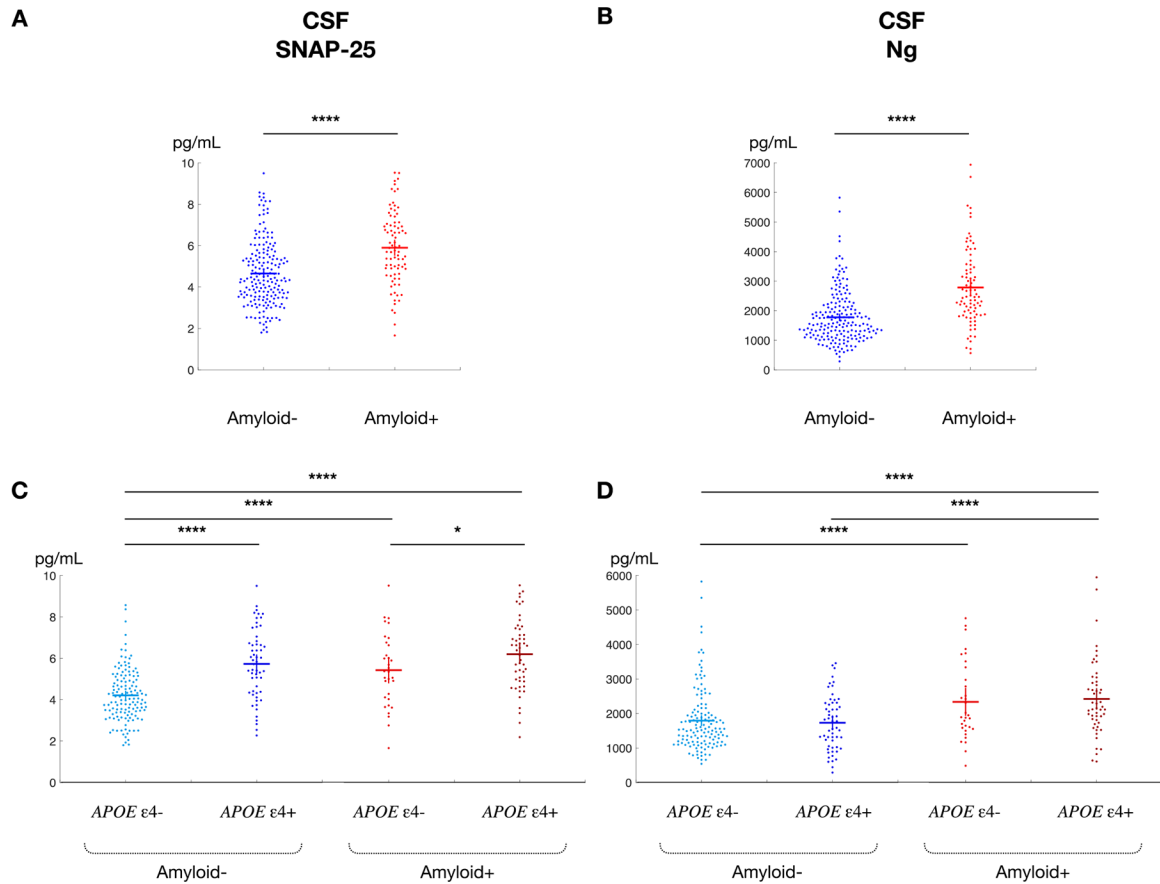 A
CSF
SNAP-25
****
pg/mL
10
8
6
4
2
0
Amyloid-
Amyloid+
B
CSF
Ng
****
pg/mL
7000
6000
5000
4000
3000
2000
1000
0
Amyloid-
Amyloid+
C
****
****
****
*
pg/mL
10
8
6
4
2
0
APOE ε4-
APOE ε4+
APOE ε4-
APOE ε4+
Amyloid-
Amyloid+
D
****
****
****
pg/mL
6000
5000
4000
3000
2000
1000
0
APOE ε4-
APOE ε4+
APOE ε4-
APOE ε4+
Amyloid-
Amyloid+